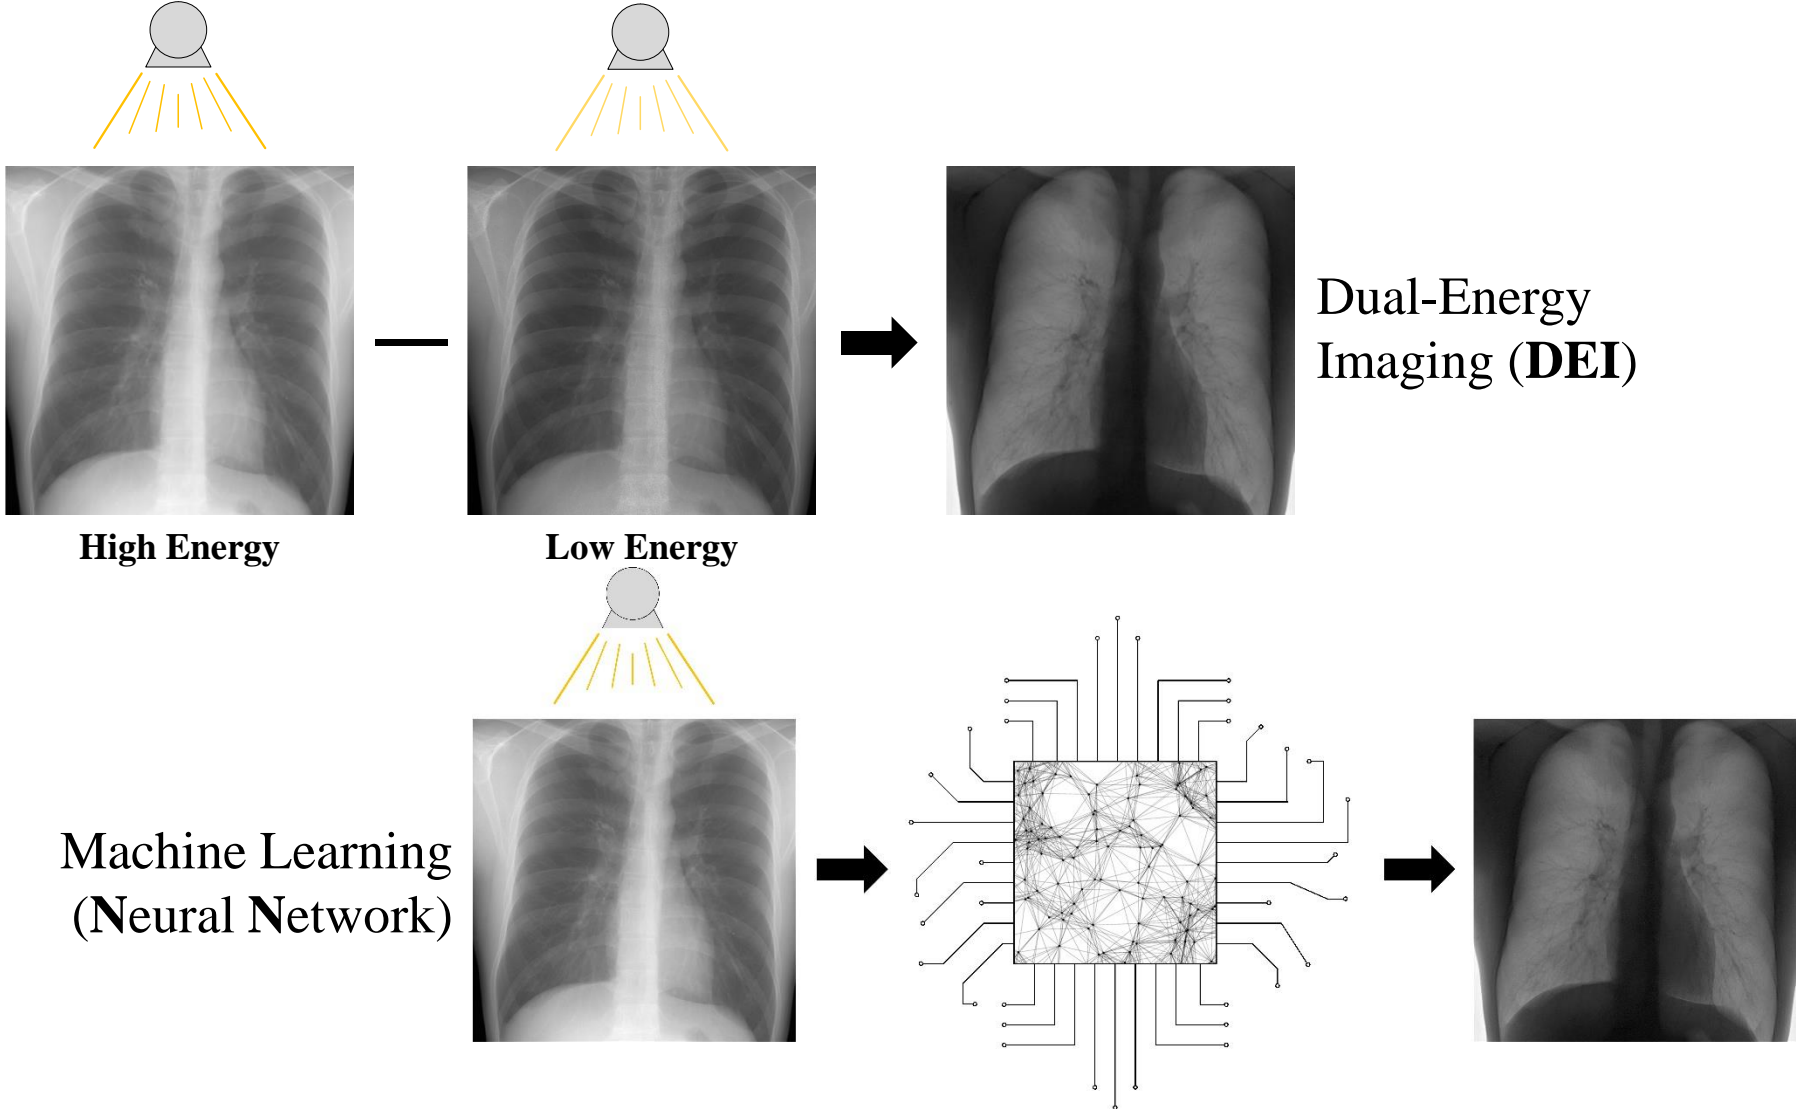 Dual-Energy
Imaging (DEI)
High Energy
Low Energy
Machine Learning
(Neural Network)